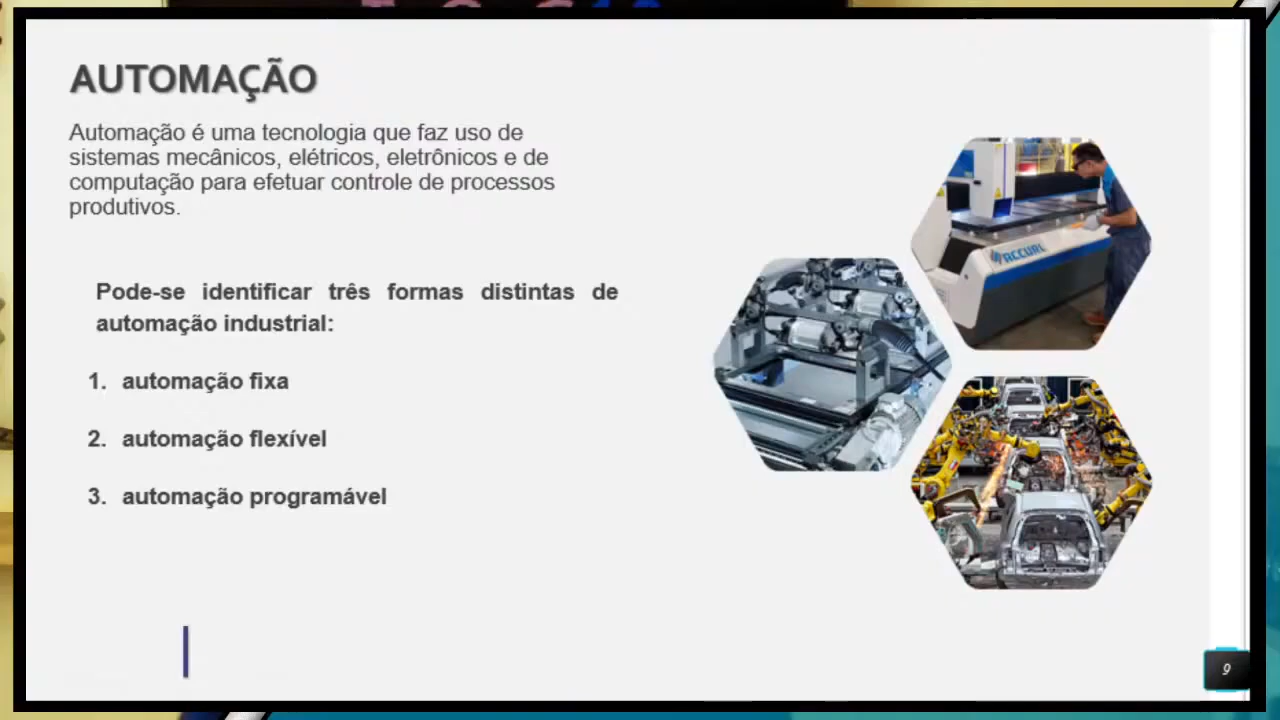 AUTOMAÇÃO
Automação é uma tecnologia que faz uso de
sistemas mecânicos, elétricos, eletrônicos e de
computação para efetuar controle de processos
produtivos.
Pode-se identificar três formas distintas de
automação industrial:
1. automação fixa
2. automação flexível
3. automação programável
ACCURL
9